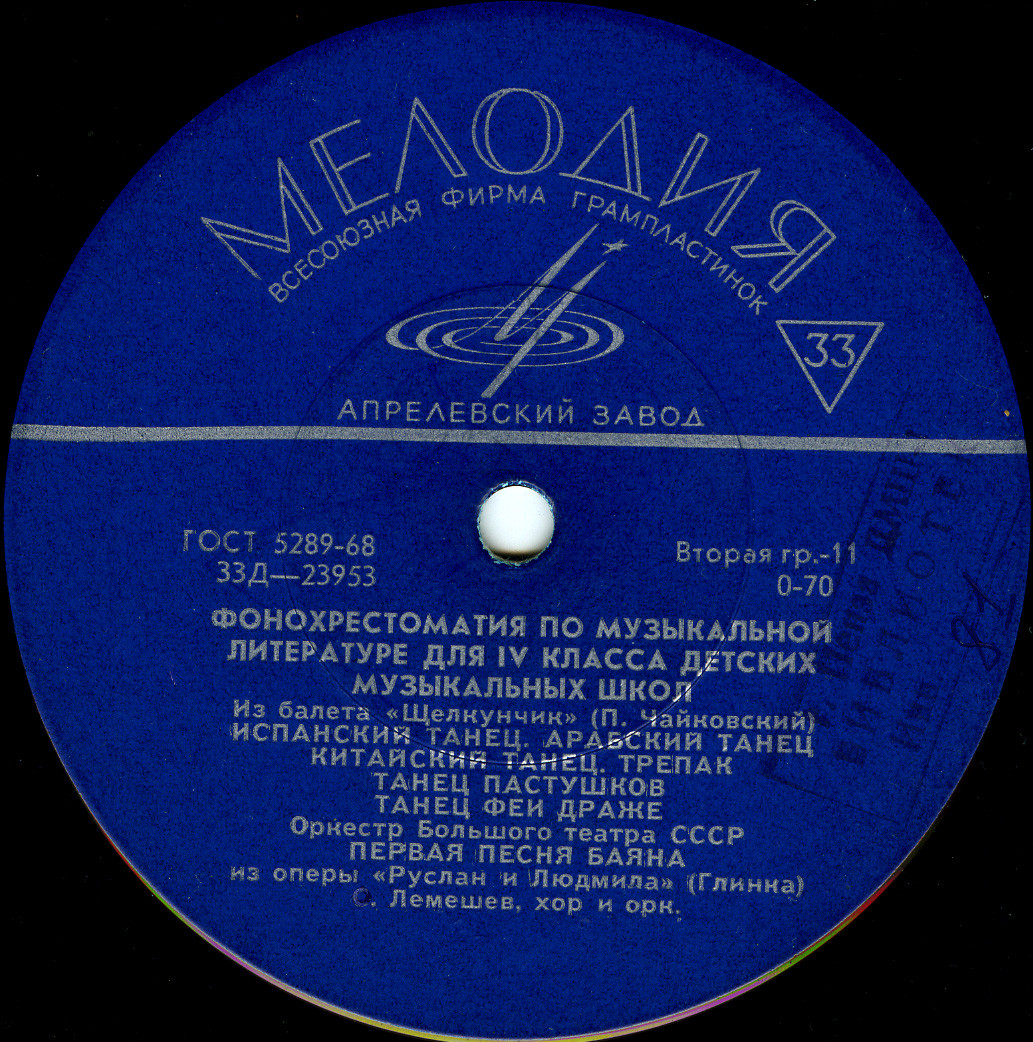 МЕЛОДИЯ
ВСЕСОЮЗНАЯ ФИРМА ГРАМПЛАСТИНОК
33
АПРЕЛЕВСКИЙ ЗАВОД
ГОСТ 5289-68
33Д—23953
Вторая гр.-11
0-70
ФОНОХРЕСТОМАТИЯ ПО МУЗЫКАЛЬНОЙ
ЛИТЕРАТУРЕ ДЛЯ IV КЛАССА ДЕТСКИХ
МУЗЫКАЛЬНЫХ ШКОЛ
Из балета «Щелкунчик» (П. Чайковский)
ИСПАНСКИЙ ТАНЕЦ. АРАБСКИЙ ТАНЕЦ
КИТАЙСКИЙ ТАНЕЦ. ТРЕПАК
ТАНЕЦ ПАСТУШКОВ
ТАНЕЦ ФЕИ ДРАЖЕ
Оркестр Большого театра СССР
ПЕРВАЯ ПЕСНЯ БАЯНА
из оперы «Руслан и Людмила» (Глинка)
С. Лемешев, хор и орк.
81